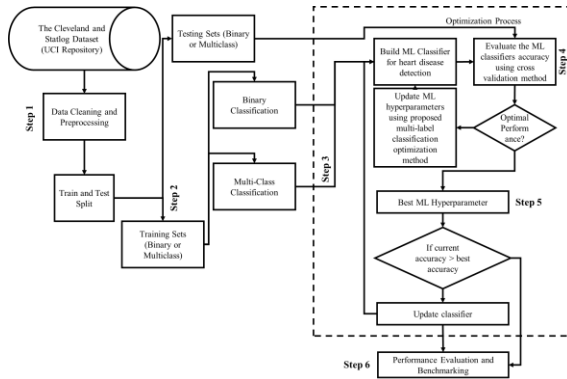 The Cleveland and
Statlog Dataset
(UCI Repository)
Step 1
Data Cleaning and
Preprocessing
Train and Test
Split
Step 2
Testing Sets (Binary
or Multiclass)
Training Sets
(Binary or
Multiclass)
Binary
Classification
Multi-Class
Classification
Step 3
Optimization Process
Build ML Classifier
for heart disease
detection
Evaluate the ML
classifiers accuracy
using cross
validation method
Step 4
Update ML
hyperparameters
using proposed
multi-label
classification
optimization
method
Optimal
Perform
ance?
Best ML Hyperparameter
Step 5
If current
accuracy > best
accuracy
Update classifier
Step 6
Performance Evaluation and
Benchmarking